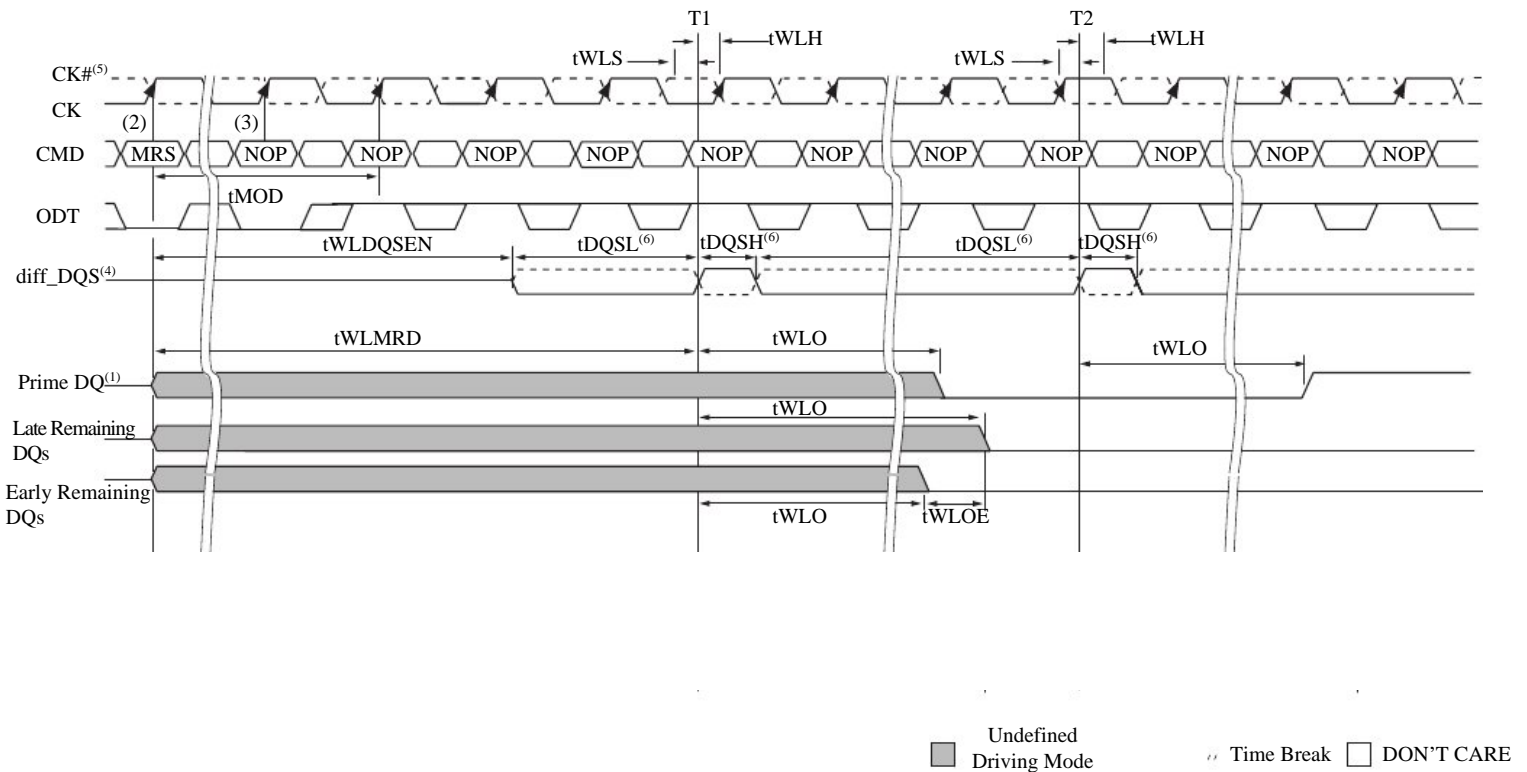 T1 T2
tWLH tWLH
tWLS tWLS
CK#(5)
CK
(2) (3)
CMD MRS NOP NOP NOP NOP NOP NOP NOP NOP NOP NOP NOP
tMOD
ODT
tWLDQSEN tDQSL(6) tDQSH(6) tDQSL(6) tDQSH(6)
diff_DQS(4)
tWLMRD tWLO tWLO
Prime DQ(1)
tWLO
Late Remaining
DQs
Early Remaining
DQs
tWLO tWLOE
Undefined
Driving Mode
Time Break
DON'T CARE